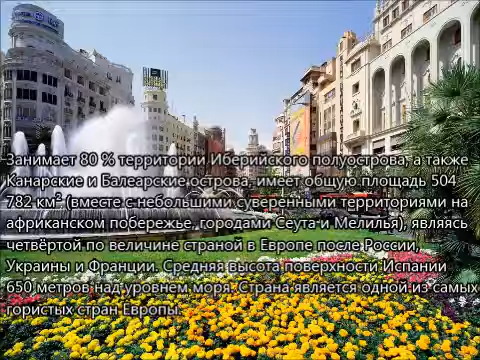 Занимает 80 % территории Иберийского полуострова, а также
Канарские и Балеарские острова, имеет общую площадь 504
782 км² (вместе с небольшими суверенными территориями на
африканском побережье, городами Сеута и Мелилья), являясь
четвёртой по величине страной в Европе после России,
Украины и Франции. Средняя высота поверхности Испании
650 метров над уровнем моря. Страна является одной из самых
гористых стран Европы.